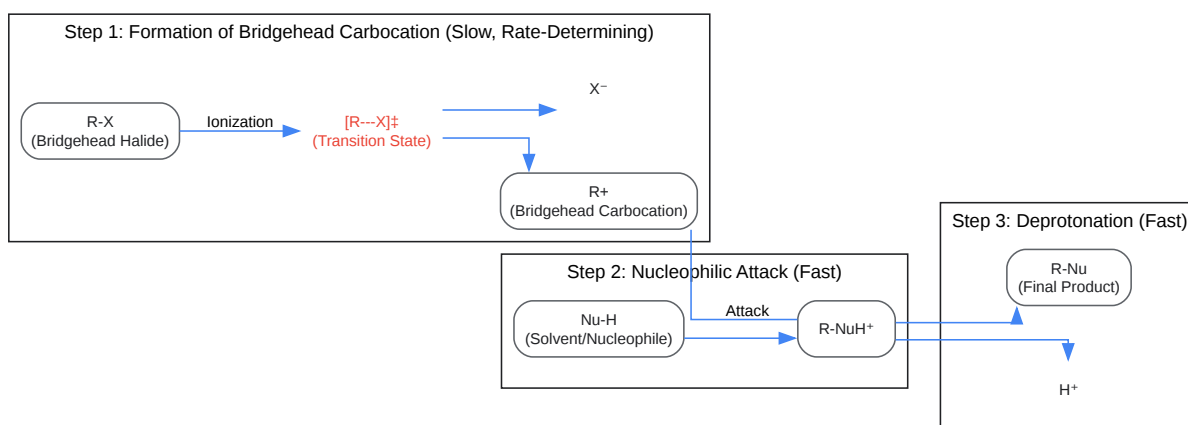 Step 1: Formation of Bridgehead Carbocation (Slow, Rate-Determining)
X⁻
R-X
(Bridgehead Halide)
Ionization
[R---X]‡
(Transition State)
R+
(Bridgehead Carbocation)
Step 2: Nucleophilic Attack (Fast)
Nu-H
(Solvent/Nucleophile)
Attack
R-NuH⁺
Step 3: Deprotonation (Fast)
R-Nu
(Final Product)
H⁺